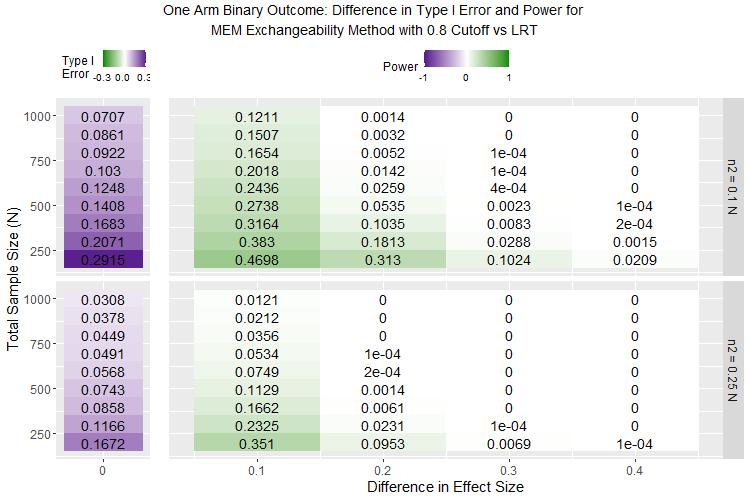 One Arm Binary Outcome: Difference in Type I Error and Power for
MEM Exchangeability Method with 0.8 Cutoff vs LRT
Type I
Error -0.3 0.0 0.3
Power -1 0 1
Total Sample Size (N)
1000 0.0707 0.1211 0.0014 0 0
0.0861 0.1507 0.0032 0 0
750 0.0922 0.1654 0.0052 1e-04 0
0.103 0.2018 0.0142 1e-04 0
0.1248 0.2436 0.0259 4e-04 0
500 0.1408 0.2738 0.0535 0.0023 1e-04
0.1683 0.3164 0.1035 0.0083 2e-04
0.2071 0.383 0.1813 0.0288 0.0015
250 0.2915 0.4698 0.313 0.1024 0.0209
n2 = 0.1 N
1000 0.0308 0.0121 0 0 0
0.0378 0.0212 0 0 0
0.0449 0.0356 0 0 0
750 0.0491 0.0534 1e-04 0 0
0.0568 0.0749 2e-04 0 0
500 0.0743 0.1129 0.0014 0 0
0.0858 0.1662 0.0061 0 0
0.1166 0.2325 0.0231 1e-04 0
250 0.1672 0.351 0.0953 0.0069 1e-04
n2 = 0.25 N
0 0.1 0.2 0.3 0.4
Difference in Effect Size